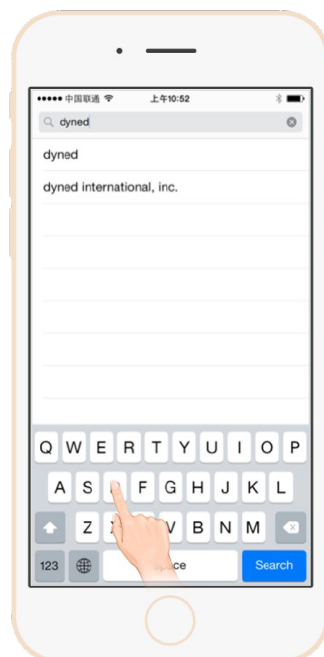 中国联通 上午10:52
dyned
dyned
dyned international, inc.
Q W E R T Y U I O P
A S F G H J K L
Z V B N M
123 Search